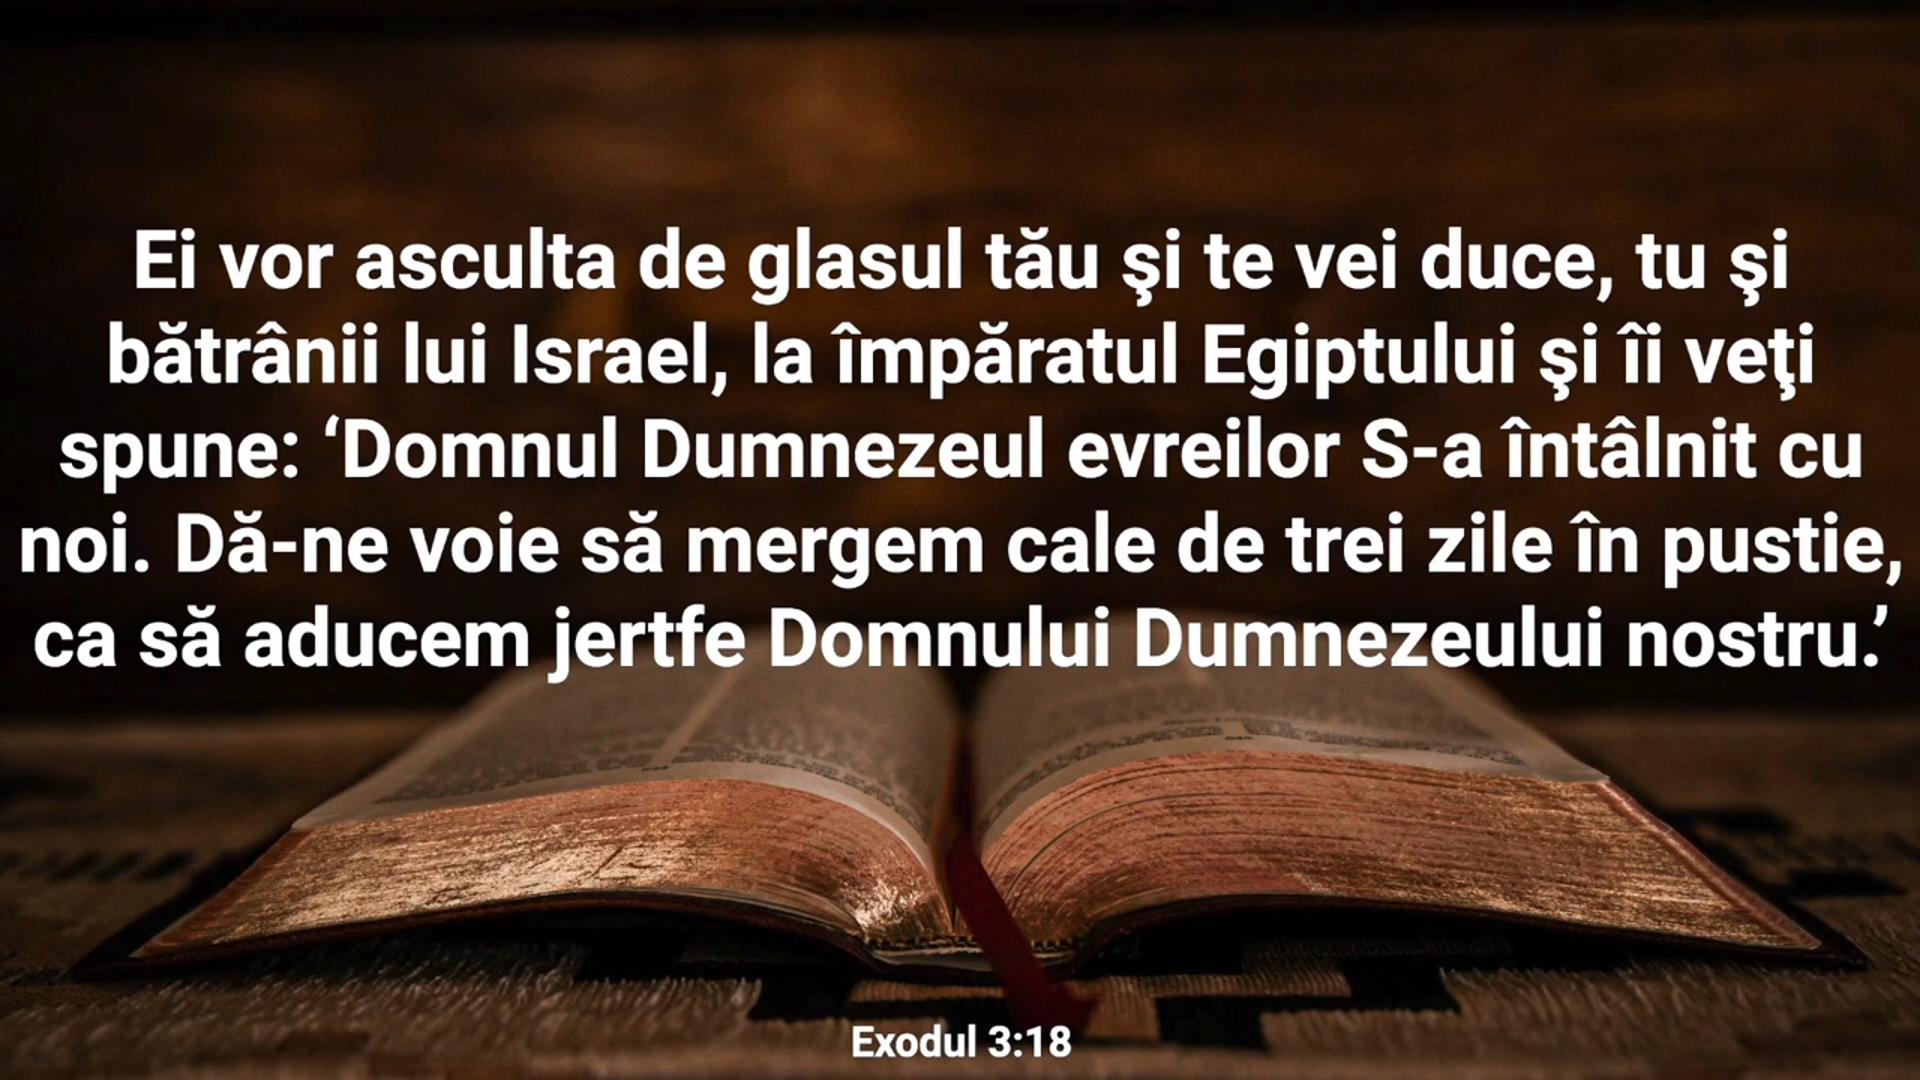 Ei vor asculta de glasul tău şi te vei duce, tu şi
bătrânii lui Israel, la împăratul Egiptului şi îi veţi
spune: ‘Domnul Dumnezeul evreilor S-a întâlnit cu
noi. Dă-ne voie să mergem cale de trei zile în pustie,
ca să aducem jertfe Domnului Dumnezeului nostru.’
Exodul 3:18